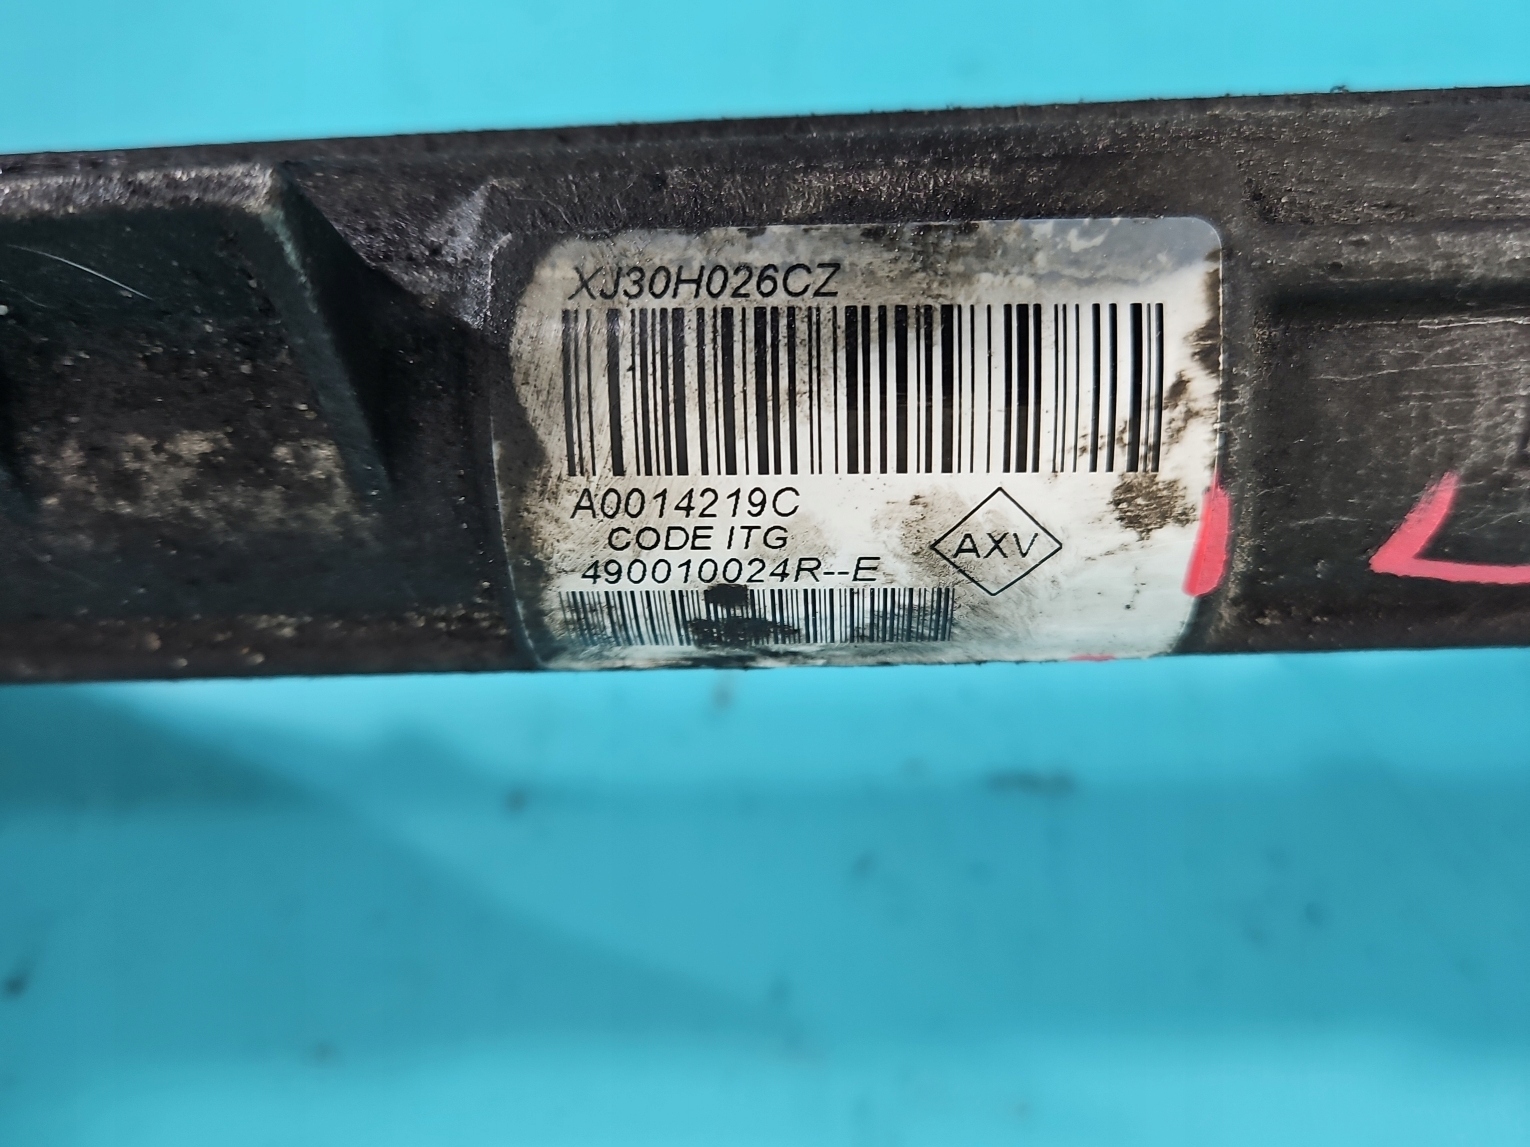 XJ30H026CZ
A0014219C
CODE ITG
490010024R--E
AXV